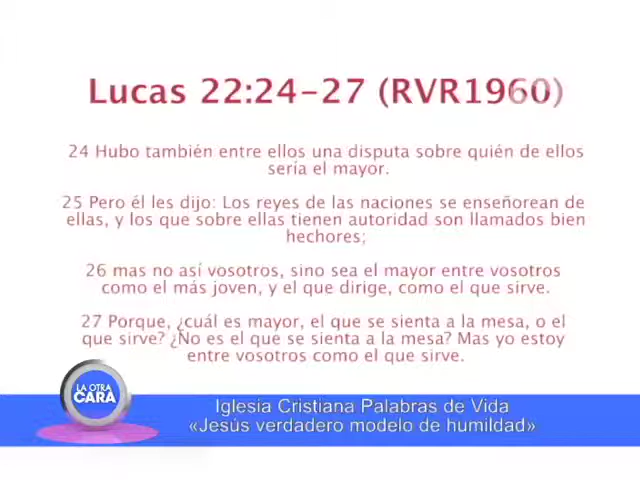 Lucas 22:24-27 (RVR1960)
24 Hubo también entre ellos una disputa sobre quién de ellos
sería el mayor.
25 Pero él les dijo: Los reyes de las naciones se enseñorean de
ellas, y los que sobre ellas tienen autoridad son llamados bien
hechores;
26 mas no así vosotros, sino sea el mayor entre vosotros
como el más joven, y el que dirige, como el que sirve.
27 Porque, ¿cuál es mayor, el que se sienta a la mesa, o el
que sirve? ¿No es el que se sienta a la mesa? Mas yo estoy
entre vosotros como el que sirve.
LA OTRA
CARA
Iglesia Cristiana Palabras de Vida
«Jesús verdadero modelo de humildad»